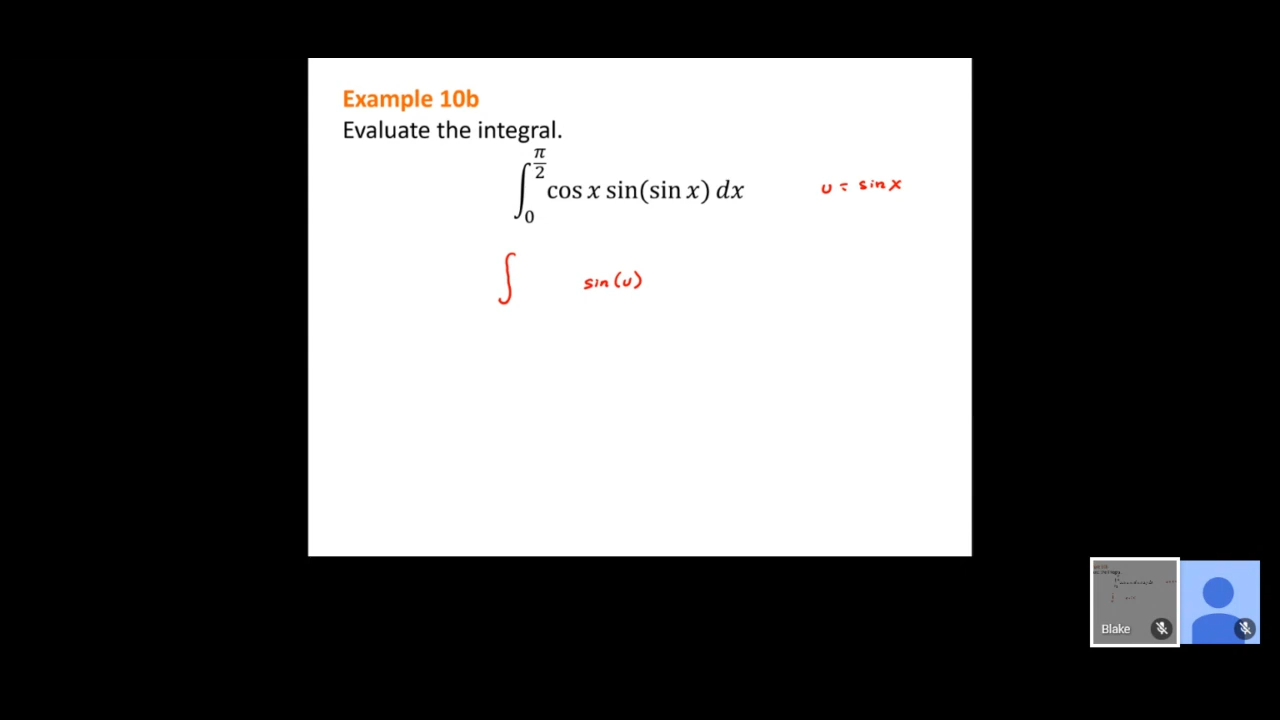 Example 10b
Evaluate the integral.
∫₀^(π/2) cos x sin(sin x) dx
u = sin x
∫ sin(u)
Blake